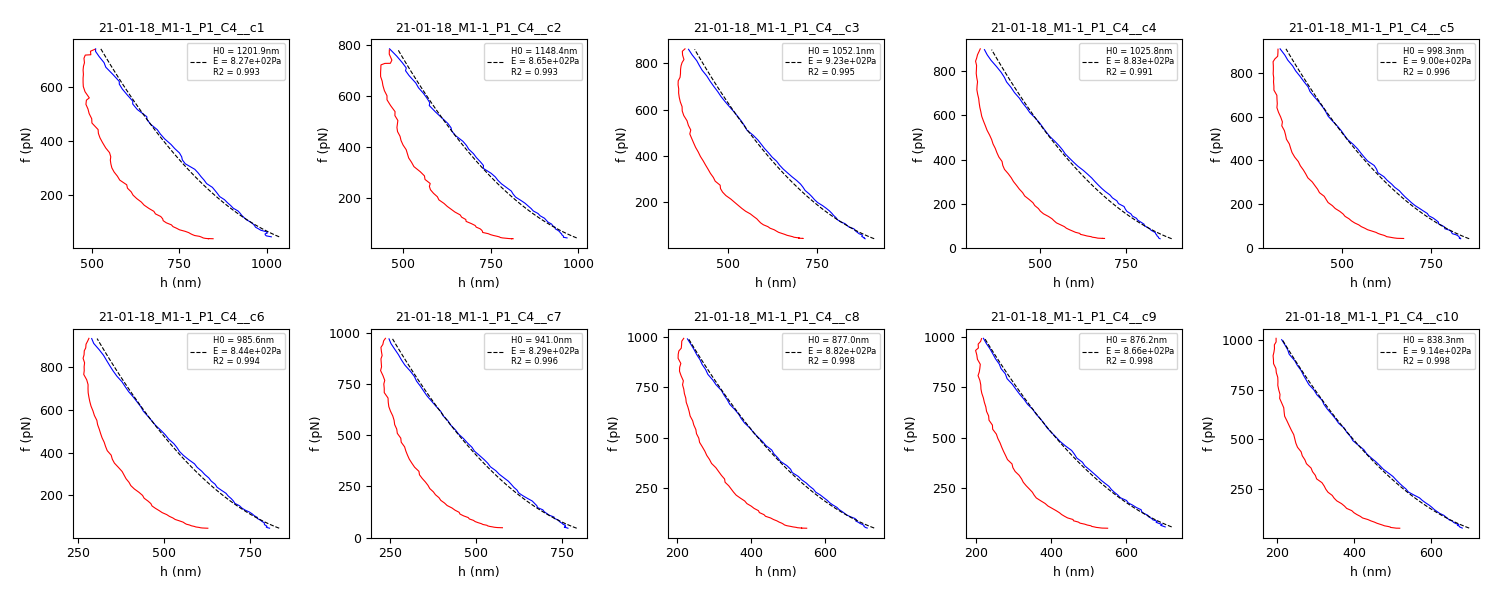 21-01-18_M1-1_P1_C4__c1
H0 = 1201.9nm
E = 8.27e+02Pa
R2 = 0.993
f (pN)
600
400
200
500
750
1000
h (nm)
21-01-18_M1-1_P1_C4__c2
H0 = 1148.4nm
E = 8.65e+02Pa
R2 = 0.993
f (pN)
800
600
400
200
500
750
1000
h (nm)
21-01-18_M1-1_P1_C4__c3
H0 = 1052.1nm
E = 9.23e+02Pa
R2 = 0.995
f (pN)
800
600
400
200
500
750
h (nm)
21-01-18_M1-1_P1_C4__c4
H0 = 1025.8nm
E = 8.83e+02Pa
R2 = 0.991
f (pN)
800
600
400
200
0
500
750
h (nm)
21-01-18_M1-1_P1_C4__c5
H0 = 998.3nm
E = 9.00e+02Pa
R2 = 0.996
f (pN)
800
600
400
200
0
500
750
h (nm)
21-01-18_M1-1_P1_C4__c6
H0 = 985.6nm
E = 8.44e+02Pa
R2 = 0.994
f (pN)
800
600
400
200
250
500
750
h (nm)
21-01-18_M1-1_P1_C4__c7
H0 = 941.0nm
E = 8.29e+02Pa
R2 = 0.996
f (pN)
1000
750
500
250
0
250
500
750
h (nm)
21-01-18_M1-1_P1_C4__c8
H0 = 877.0nm
E = 8.82e+02Pa
R2 = 0.998
f (pN)
1000
750
500
250
200
400
600
h (nm)
21-01-18_M1-1_P1_C4__c9
H0 = 876.2nm
E = 8.66e+02Pa
R2 = 0.998
f (pN)
1000
750
500
250
200
400
600
h (nm)
21-01-18_M1-1_P1_C4__c10
H0 = 838.3nm
E = 9.14e+02Pa
R2 = 0.998
f (pN)
1000
750
500
250
200
400
600
h (nm)